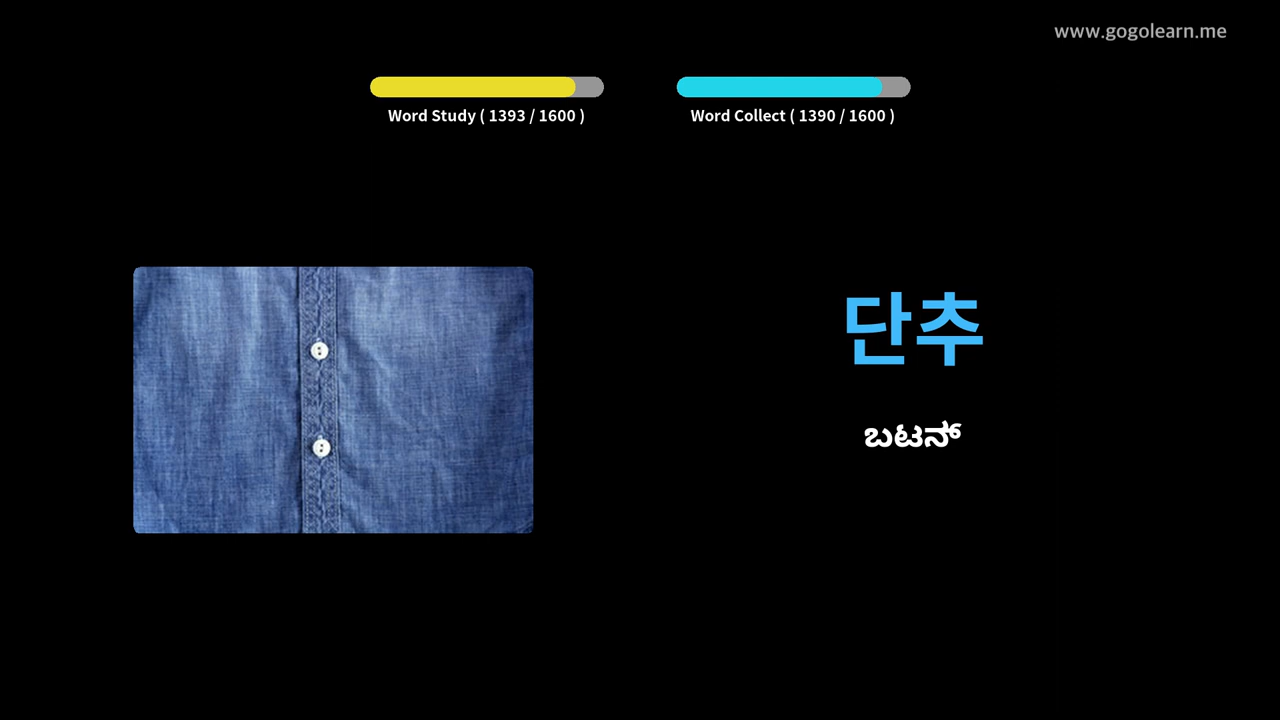 www.gogolearn.me
Word Study ( 1393 / 1600 )
Word Collect ( 1390 / 1600 )
단추
ಬಟನ್